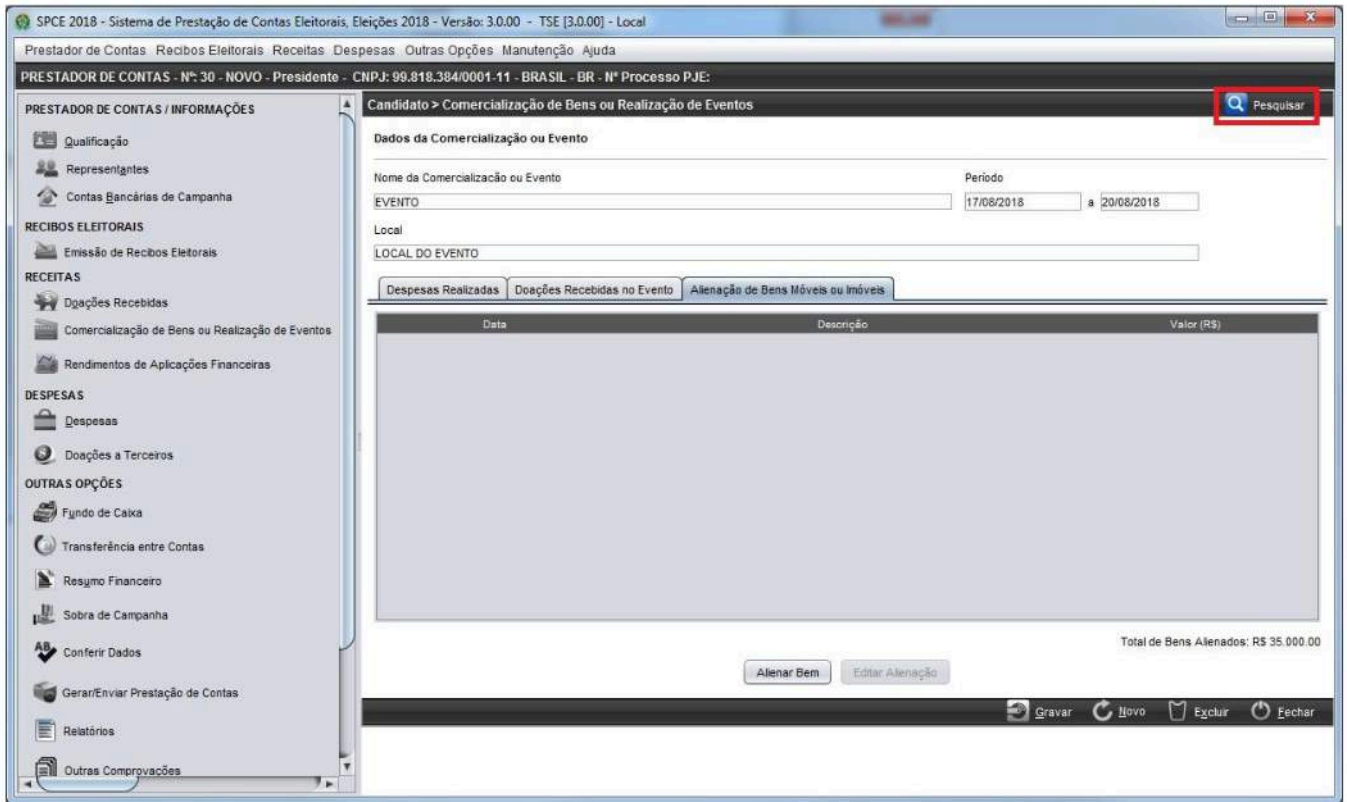 SPCE 2018 - Sistema de Prestação de Contas Eleitorais, Eleições 2018 - Versão: 3.0.00 - TSE [3.0.00] - Local
Prestador de Contas Recibos Eleitorais Receitas Despesas Outras Opções Manutenção Ajuda
PRESTADOR DE CONTAS - Nº: 30 - NOVO - Presidente - CNPJ: 99.818.384/0001-11 - BRASIL - BR - Nº Processo PJE:
PRESTADOR DE CONTAS / INFORMAÇÕES
Qualificação
Representantes
Contas Bancárias de Campanha
RECIBOS ELEITORAIS
Emissão de Recibos Eleitorais
RECEITAS
Doações Recebidas
Comercialização de Bens ou Realização de Eventos
Rendimentos de Aplicações Financeiras
DESPESAS
Despesas
Doações a Terceiros
OUTRAS OPÇÕES
Fundo de Caixa
Transferência entre Contas
Resumo Financeiro
Sobra de Campanha
Conferir Dados
Gerar/Enviar Prestação de Contas
Relatórios
Outras Comprovações
Candidato > Comercialização de Bens ou Realização de Eventos
Pesquisar
Dados da Comercialização ou Evento
Nome da Comercialização ou Evento Período
EVENTO 17/08/2018 a 20/08/2018
Local
LOCAL DO EVENTO
Despesas Realizadas Doações Recebidas no Evento Alienação de Bens Móveis ou Imóveis
Data Descrição Valor (R$)
Total de Bens Alienados: R$ 35.000.00
Alienar Bem Editar Alienação
Gravar Novo Excluir Fechar